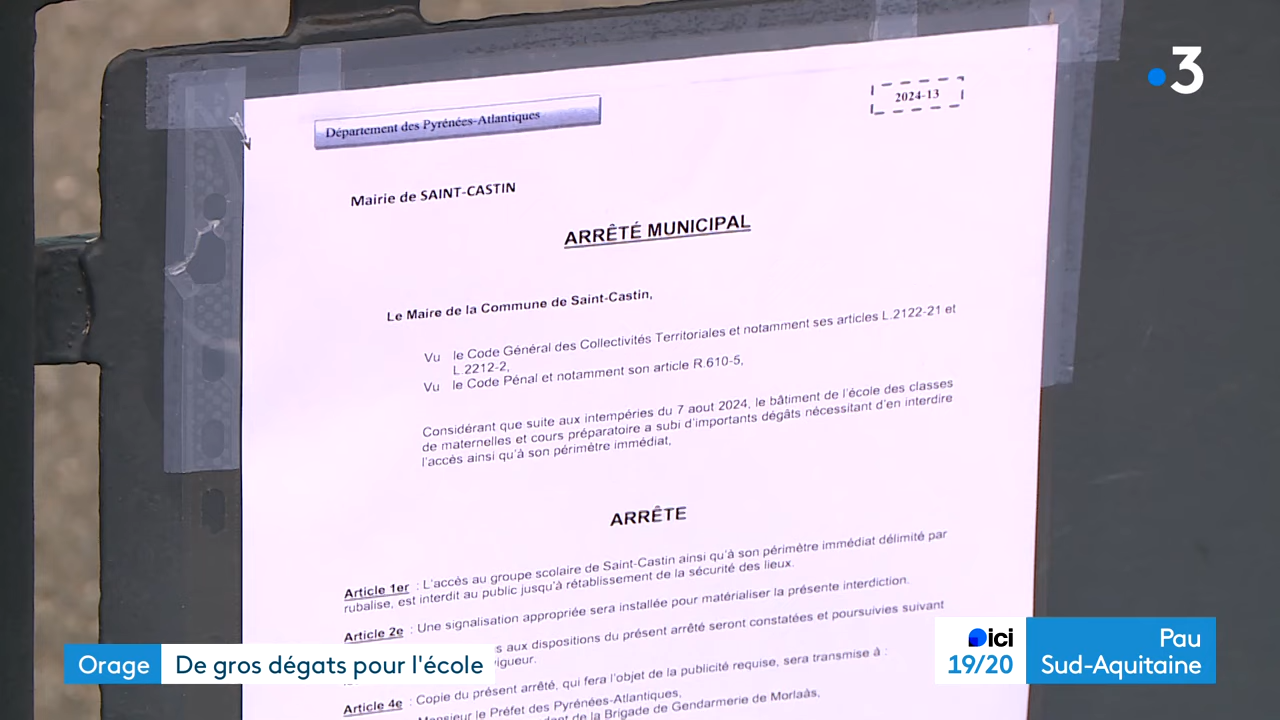 3
2024-13
Département des Pyrénées-Atlantiques
Mairie de SAINT-CASTIN
ARRÊTÉ MUNICIPAL
Le Maire de la Commune de Saint-Castin,
Vu le Code Général des Collectivités Territoriales et notamment ses articles L.2122-21 et
L.2212-2,
Vu le Code Pénal et notamment son article R.610-5,
Considérant que suite aux intempéries du 7 aout 2024, le bâtiment de l'école des classes
de maternelles et cours préparatoire a subi d'importants dégâts nécessitant d'en interdire
l'accès ainsi qu'à son périmètre immédiat,
ARRÊTE
Article 1er : L'accès au groupe scolaire de Saint-Castin ainsi qu'à son périmètre immédiat délimité par
rubalise, est interdit au public jusqu'à rétablissement de la sécurité des lieux.
Article 2e : Une signalisation appropriée sera installée pour matérialiser la présente interdiction.
aux dispositions du présent arrêté seront constatées et poursuivies suivant
Article 4e : Copie du présent arrêté, qui fera l'objet de la publicité requise, sera transmise à :
Monsieur le Préfet des Pyrénées-Atlantiques,
de la Brigade de Gendarmerie de Morlaàs,
Orage De gros dégats pour l'école
ici
19/20
Pau
Sud-Aquitaine